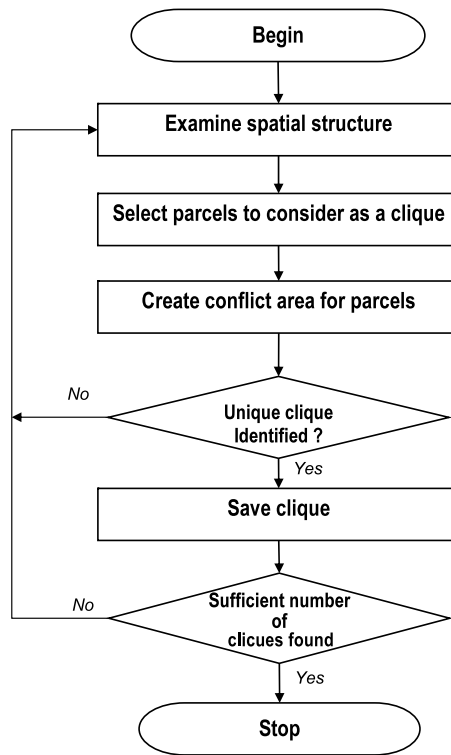 Begin
Examine spatial structure
Select parcels to consider as a clique
Create conflict area for parcels
No
Unique clique
Identified ?
Yes
Save clique
No
Sufficient number
of
clicues found
Yes
Stop